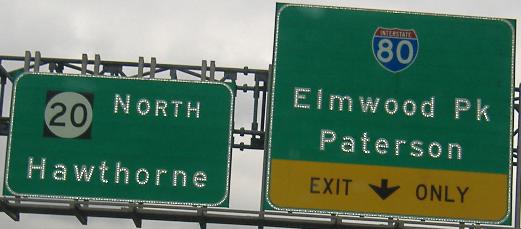 20 NORTH
Hawthorne
INTERSTATE
80
Elmwood Pk
Paterson
EXIT ONLY